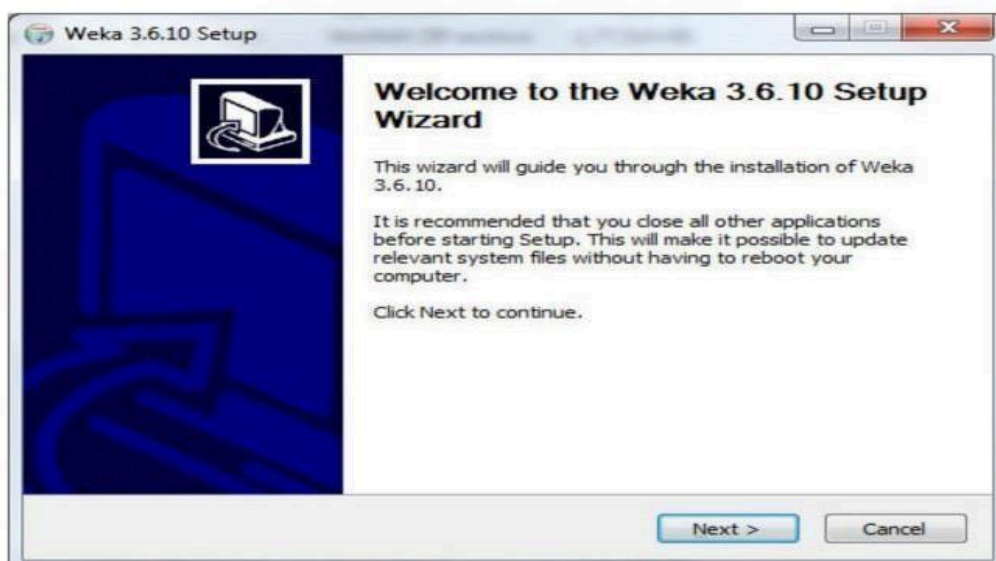 Weka 3.6.10 Setup
Welcome to the Weka 3.6.10 Setup
Wizard
This wizard will guide you through the installation of Weka
3.6.10.
It is recommended that you close all other applications
before starting Setup. This will make it possible to update
relevant system files without having to reboot your
computer.
Click Next to continue.
Next >
Cancel